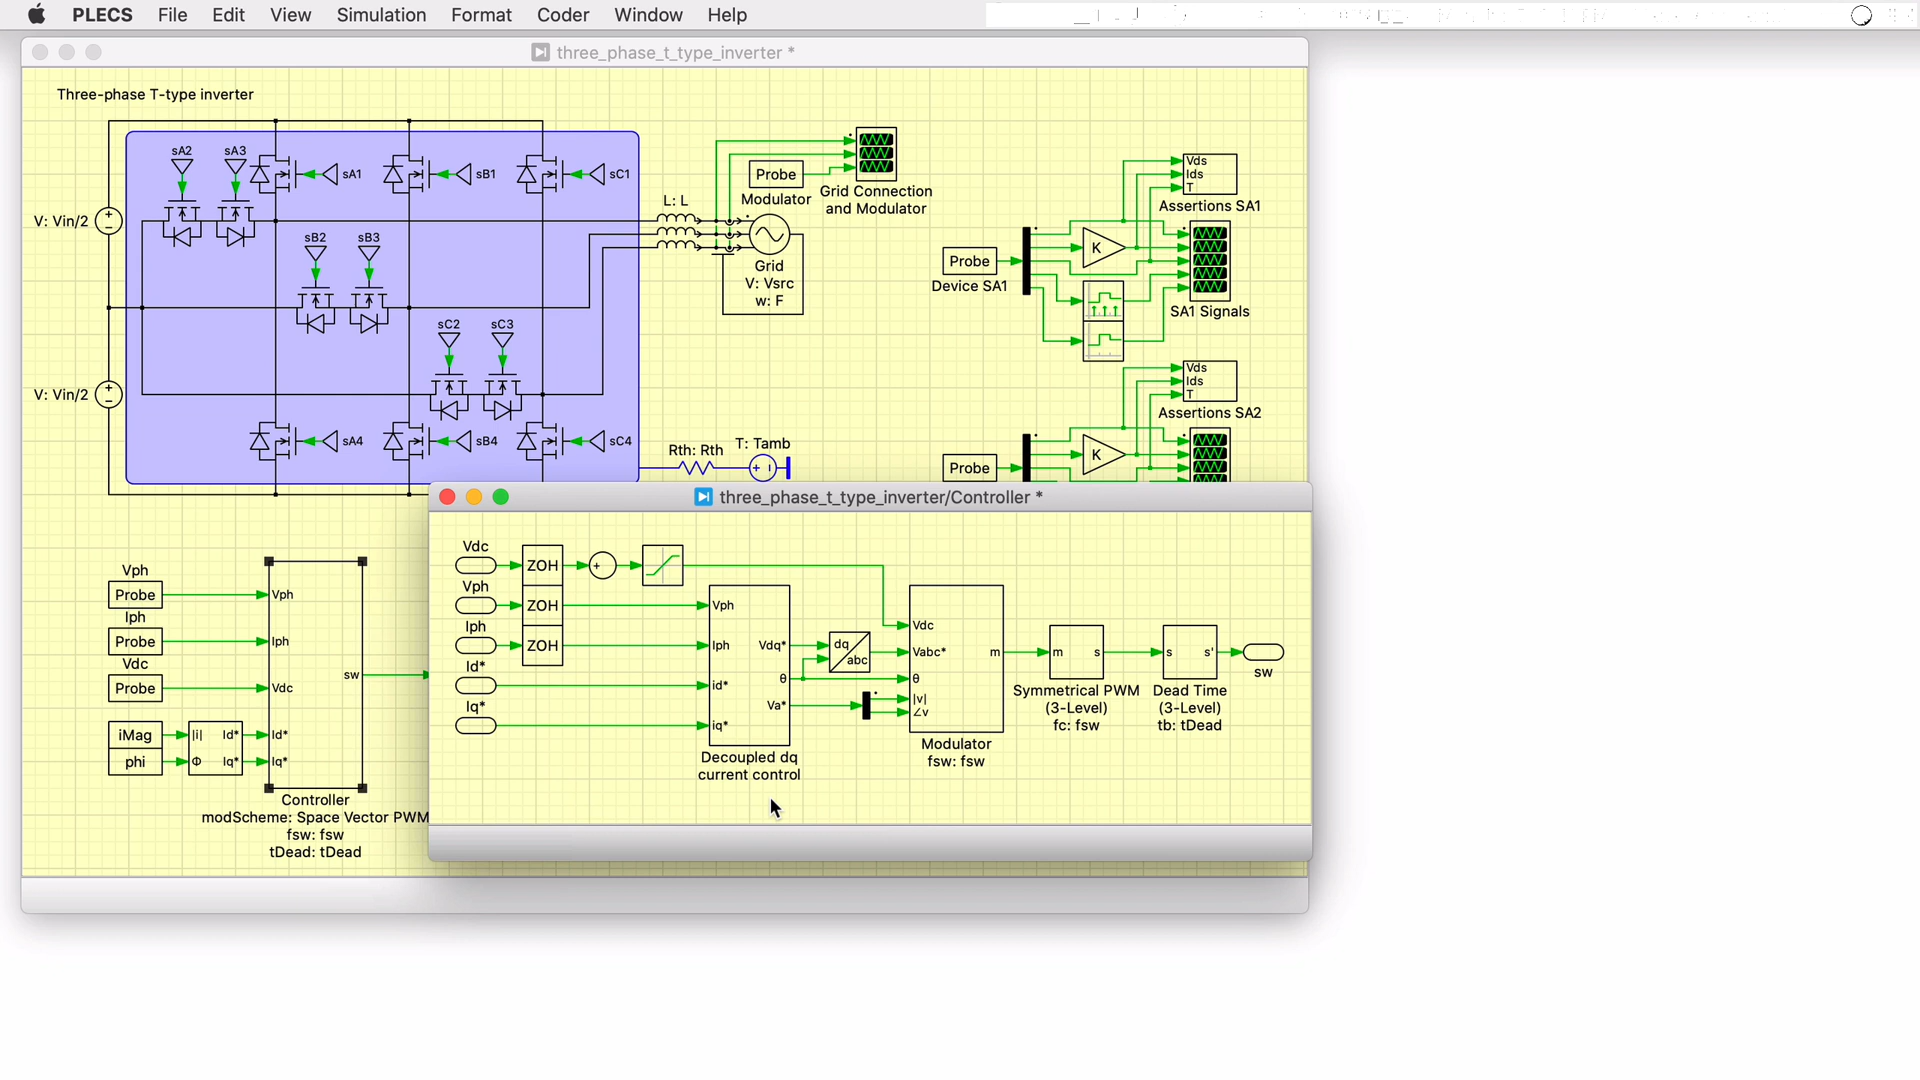 PLECS File Edit View Simulation Format Coder Window Help
three_phase_t_type_inverter *
Three-phase T-type inverter
sA2 sA3
sA1 sB1 sC1
V: Vin/2
sB2 sB3
sC2 sC3
V: Vin/2
sA4 sB4 sC4
L: L
Probe
Modulator
Grid Connection
and Modulator
Grid
V: Vsrc
w: F
Rth: Rth
T: Tamb
Vds
Ids
T
Assertions SA1
Probe
Device SA1
K
SA1 Signals
Vds
Ids
T
Assertions SA2
Probe
K
Vph
Probe
Iph
Probe
Vdc
Probe
iMag
phi
|i| Id*
Φ Iq*
Vph
Iph
Vdc
Id*
Iq*
sw
Controller
modScheme: Space Vector PWM
fsw: fsw
tDead: tDead
three_phase_t_type_inverter/Controller *
Vdc
ZOH
+
Vph
ZOH
Iph
ZOH
Id*
Iq*
Vph
Iph
id*
iq*
Vdq*
θ
Va*
Decoupled dq
current control
dq
abc
Vdc
Vabc*
θ
|v|
∠v
m
Modulator
fsw: fsw
m s
Symmetrical PWM
(3-Level)
fc: fsw
s s'
Dead Time
(3-Level)
tb: tDead
sw